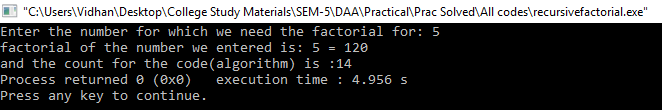 "C:\Users\Vidhan\Desktop\College Study Materials\SEM-5\DAA\Practical\Prac Solved\All codes\recursivefactorial.exe"
Enter the number for which we need the factorial for: 5
factorial of the number we entered is: 5 = 120
and the count for the code(algorithm) is :14
Process returned 0 (0x0)   execution time : 4.956 s
Press any key to continue.